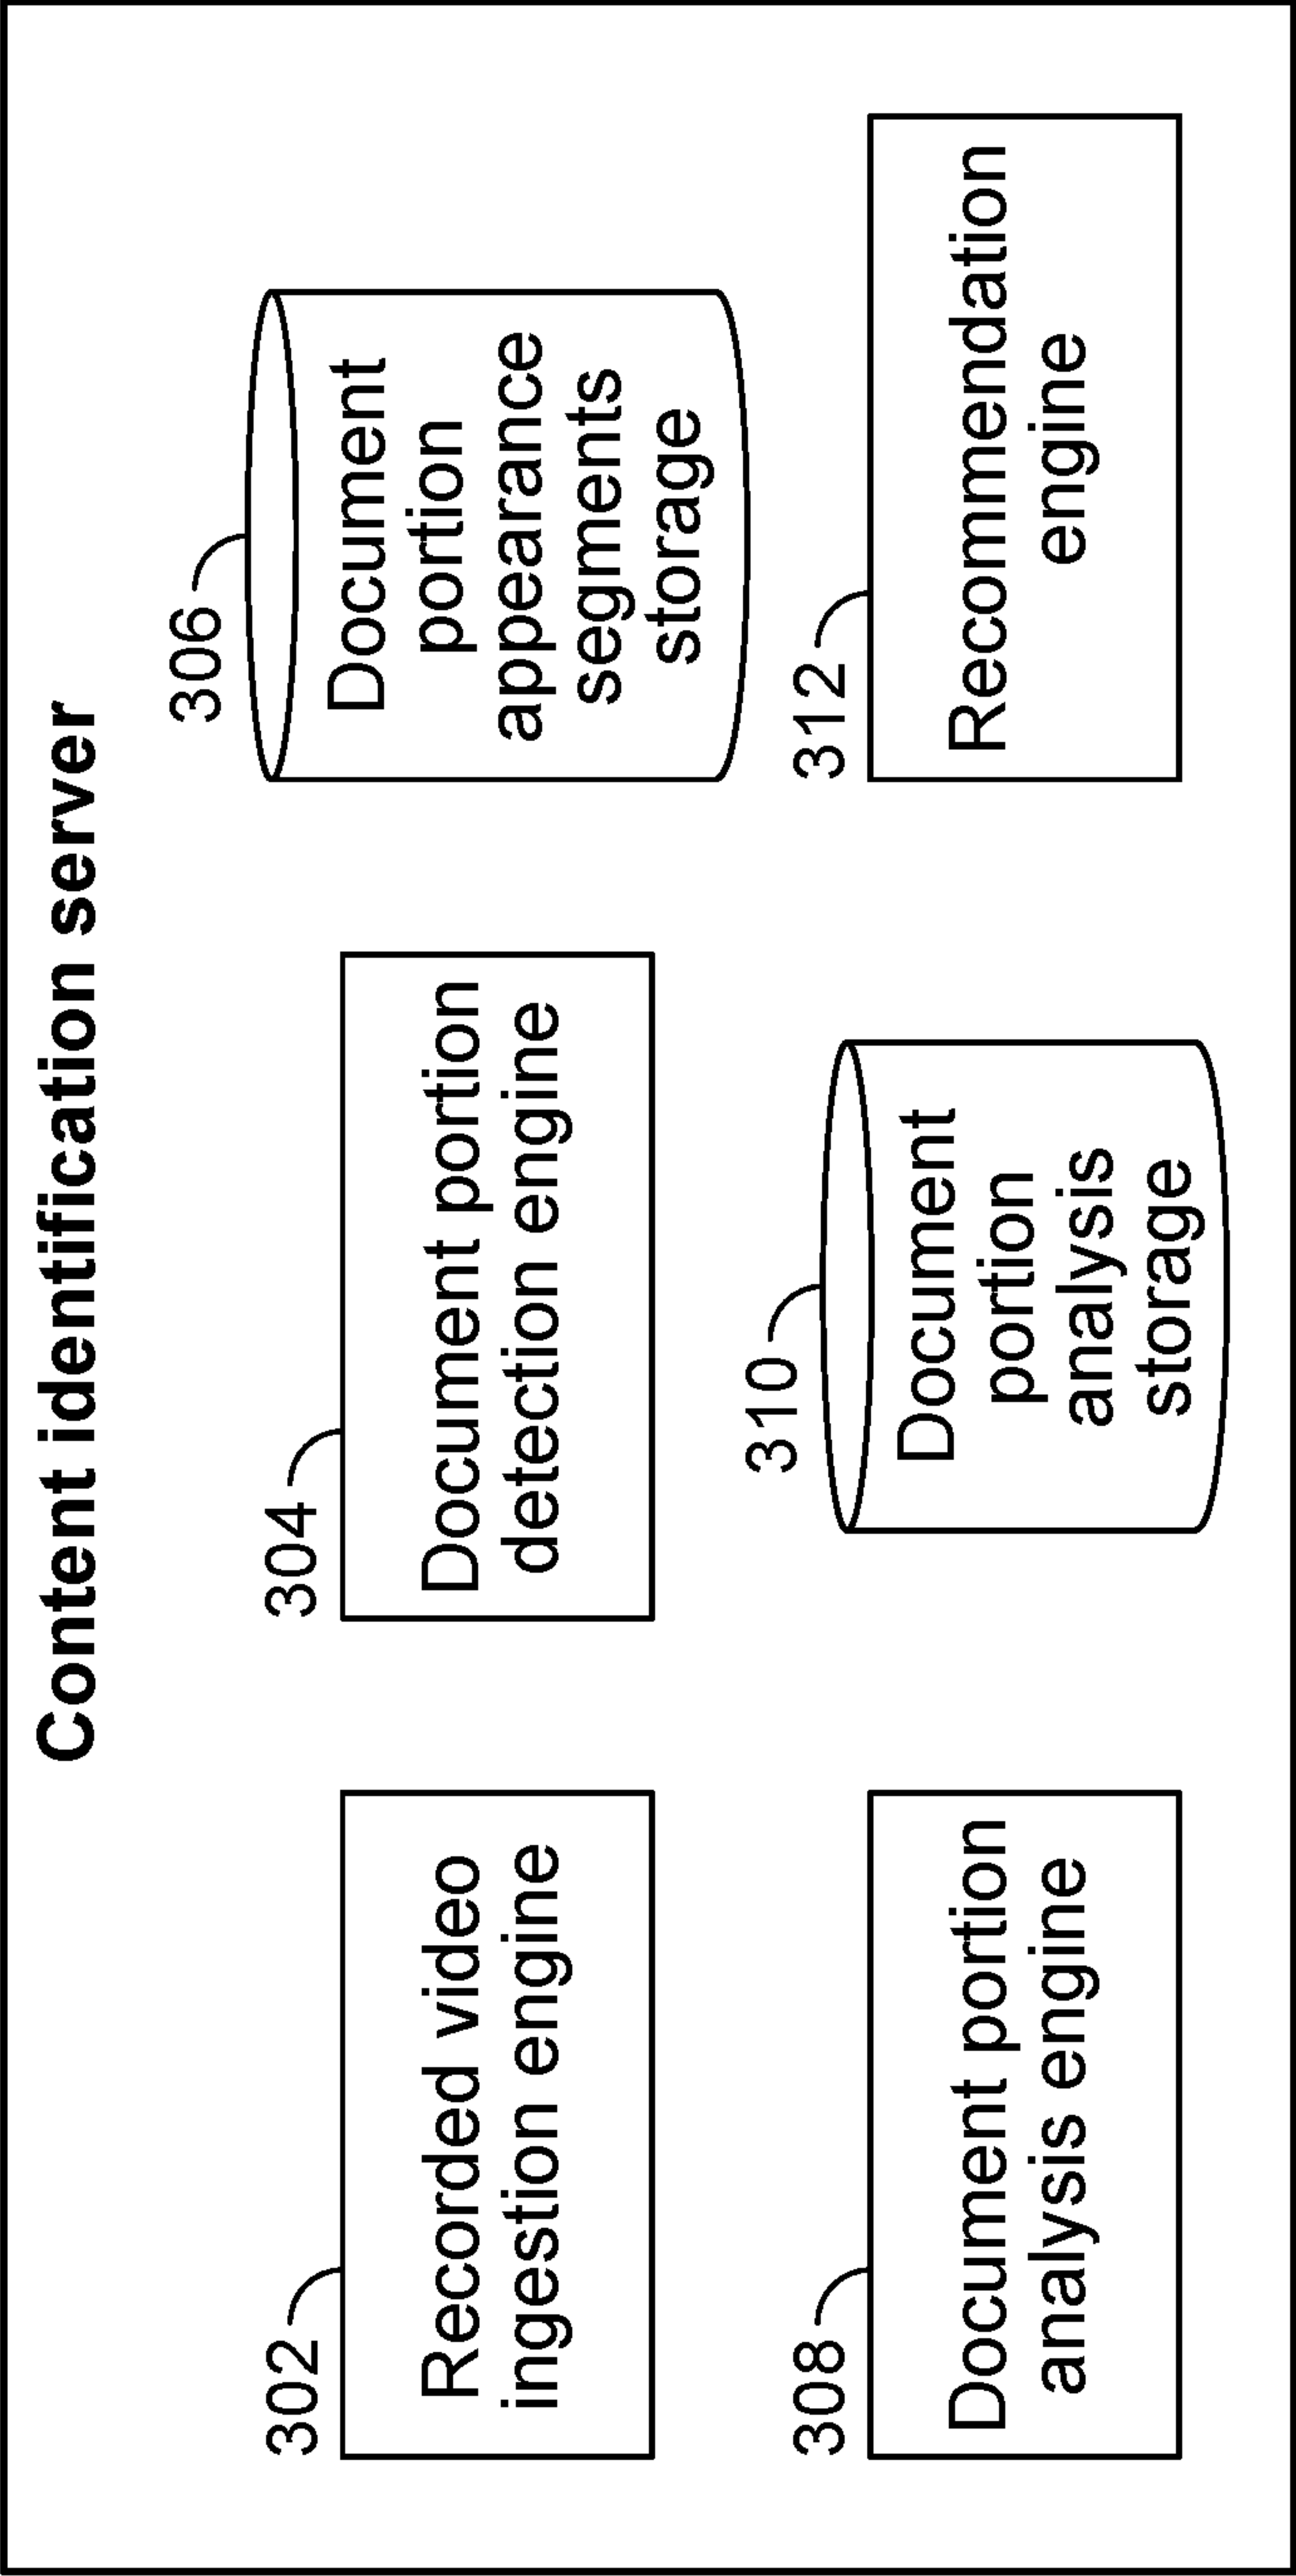 Content identification server
302
Recorded video
ingestion engine
304
Document portion
detection engine
306
Document
portion
appearance
segments
storage
308
Document portion
analysis engine
310
Document
portion
analysis
storage
312
Recommendation
engine